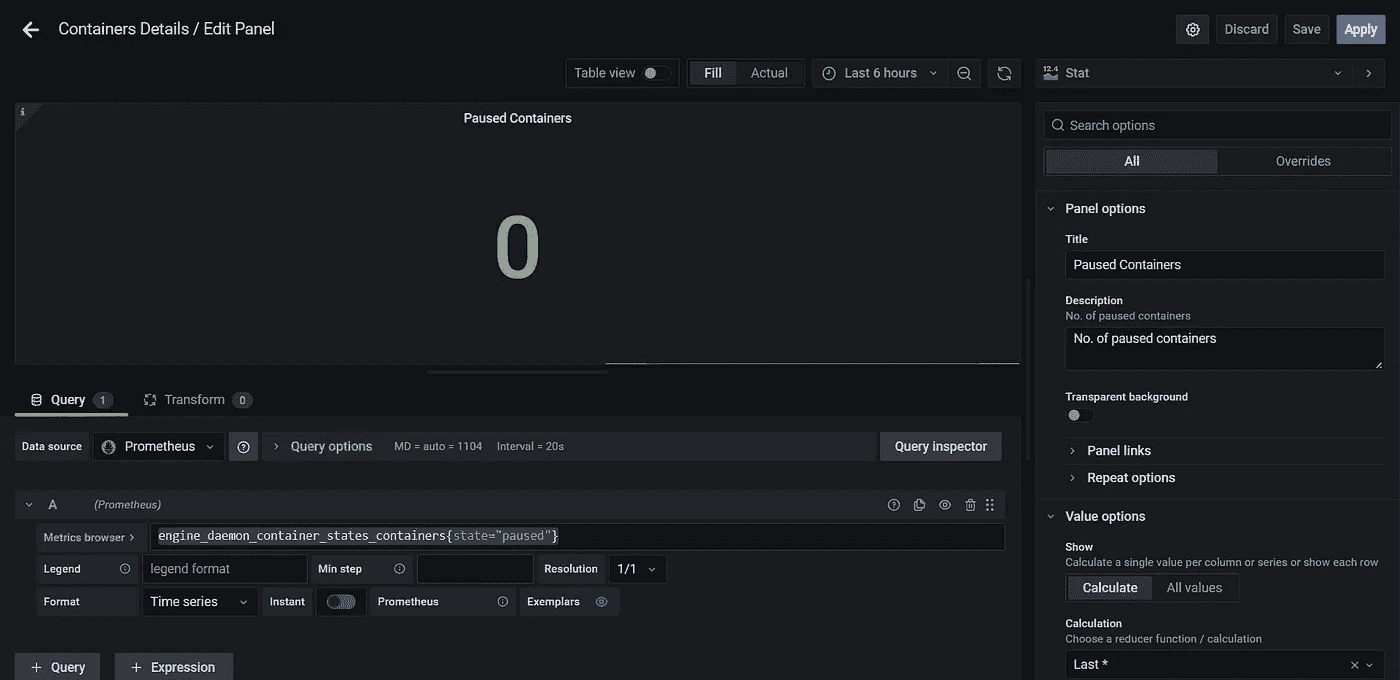 Containers Details / Edit Panel
Discard
Save
Apply
Table view
Fill
Actual
Last 6 hours
12.4
Stat
i
Paused Containers
0
Search options
All
Overrides
Panel options
Title
Paused Containers
Description
No. of paused containers
No. of paused containers
Transparent background
Panel links
Repeat options
Value options
Show
Calculate a single value per column or series or show each row
Calculate
All values
Calculation
Choose a reducer function / calculation
Last *
Query 1
Transform 0
Data source
Prometheus
Query options
MD = auto = 1104
Interval = 20s
Query inspector
A
(Prometheus)
Metrics browser >
engine_daemon_container_states_containers{state="paused"}
Legend
legend format
Min step
Resolution
1/1
Format
Time series
Instant
Prometheus
Exemplars
+ Query
+ Expression